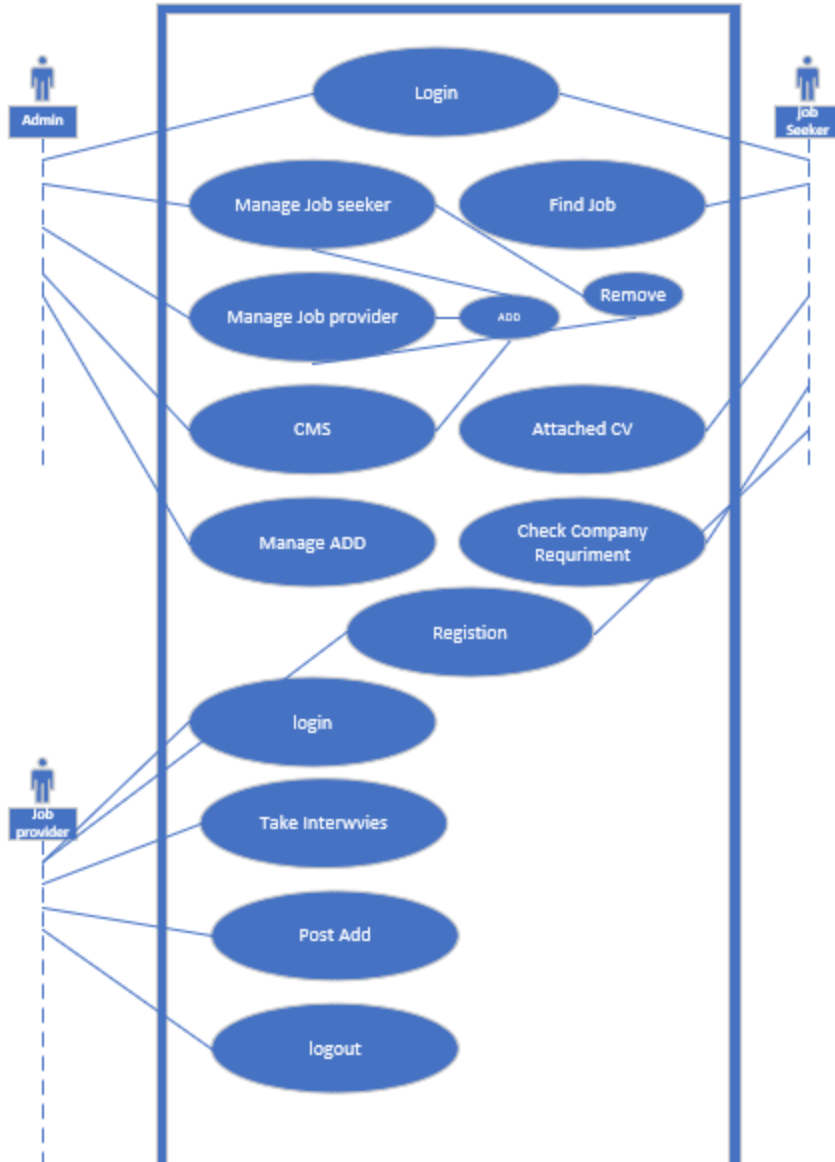 Login
Admin
Job
Seeker
Manage Job seeker
Find Job
Remove
Manage Job provider
ADD
CMS
Attached CV
Manage ADD
Check Company
Requriment
Registion
login
Job
provider
Take Interwvies
Post Add
logout